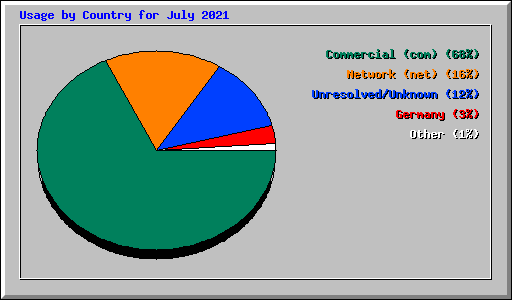 Usage by Country for July 2021
Commercial (com) (68%)
Network (net) (16%)
Unresolved/Unknown (12%)
Germany (3%)
Other (1%)